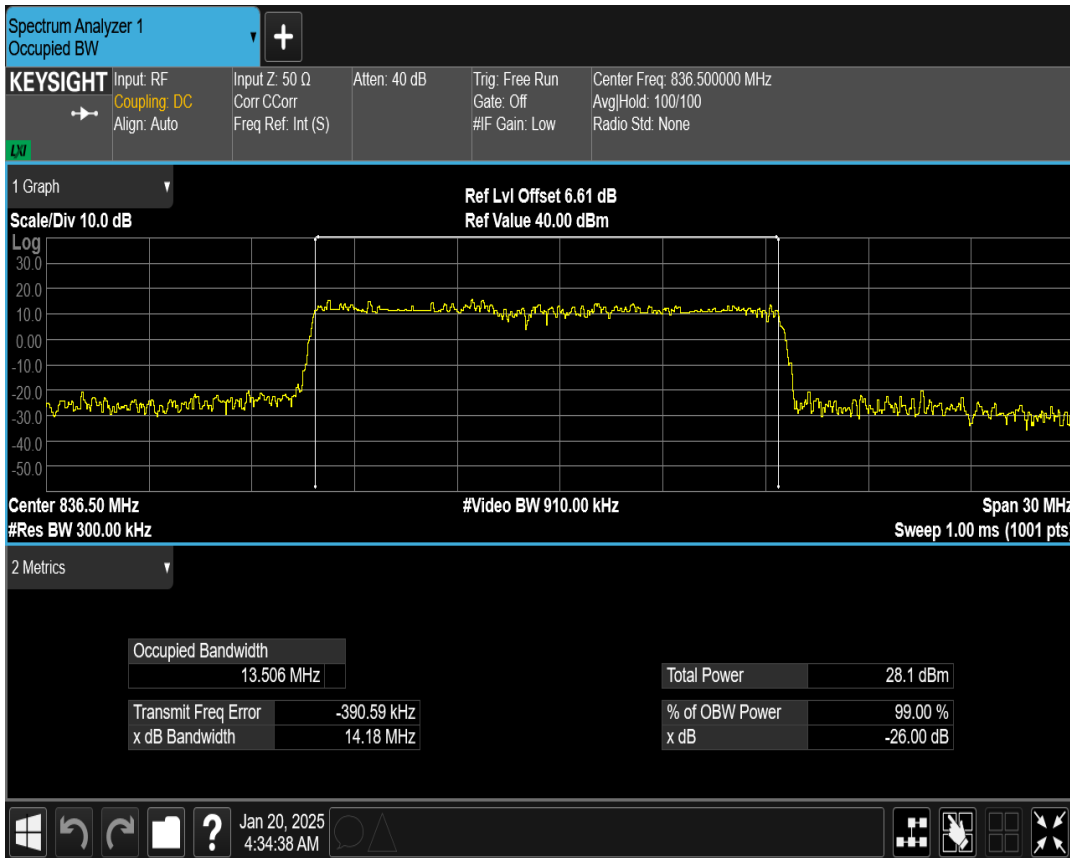 Spectrum Analyzer 1
Occupied BW
KEYSIGHT
LXI
Input: RF
Coupling: DC
Align: Auto
Input Z: 50 Ω
Corr CCorr
Freq Ref: Int (S)
Atten: 40 dB
Trig: Free Run
Gate: Off
#IF Gain: Low
Center Freq: 836.500000 MHz
Avg|Hold: 100/100
Radio Std: None
1 Graph
Scale/Div 10.0 dB
Ref Lvl Offset 6.61 dB
Ref Value 40.00 dBm
Log
30.0
20.0
10.0
0.00
-10.0
-20.0
-30.0
-40.0
-50.0
Center 836.50 MHz
#Video BW 910.00 kHz
Span 30 MHz
#Res BW 300.00 kHz
Sweep 1.00 ms (1001 pts)
2 Metrics
Occupied Bandwidth
13.506 MHz
Total Power 28.1 dBm
Transmit Freq Error -390.59 kHz
% of OBW Power 99.00 %
x dB Bandwidth 14.18 MHz
x dB -26.00 dB
?
Jan 20, 2025
4:34:38 AM